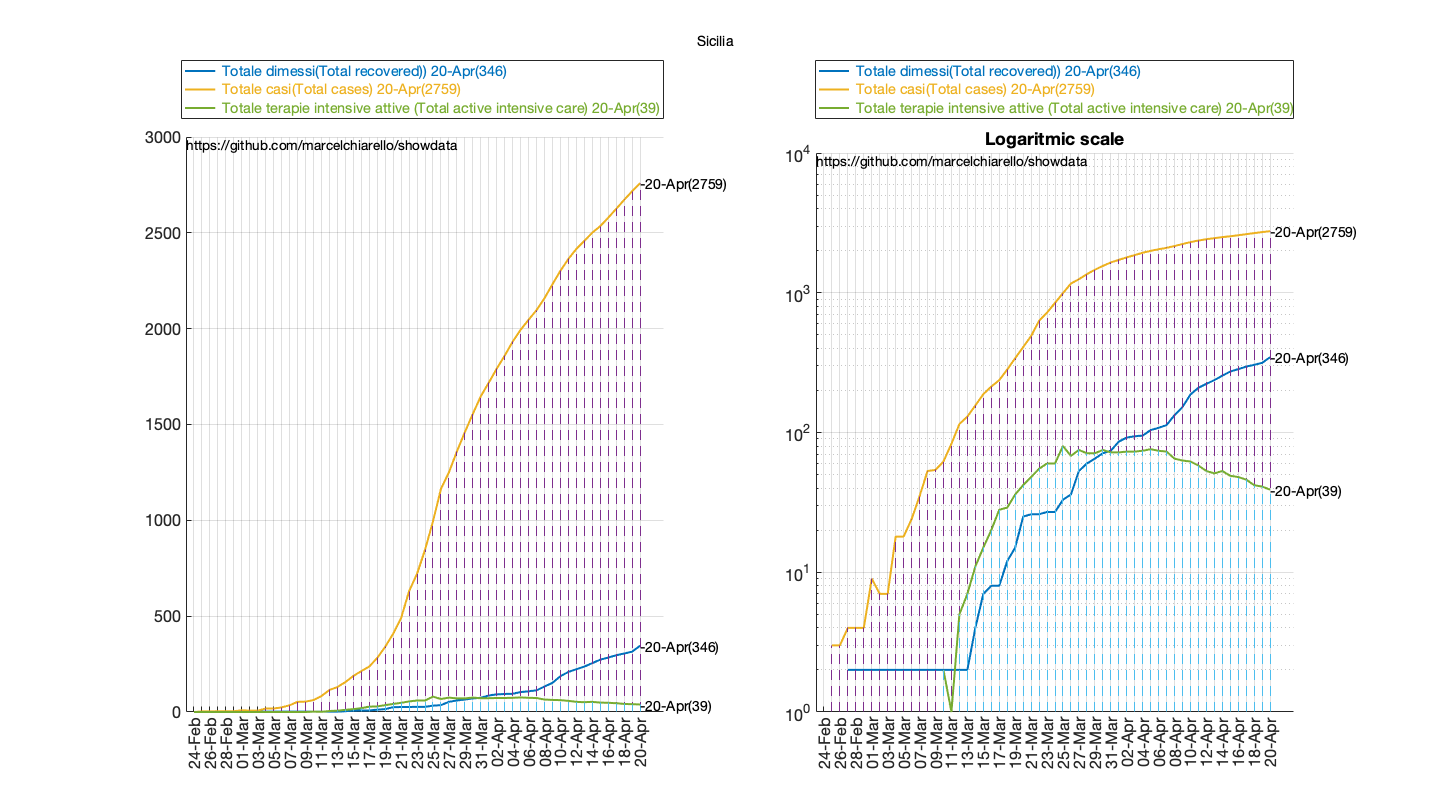 Sicilia
Totale dimessi(Total recovered)) 20-Apr(346)
Totale casi(Total cases) 20-Apr(2759)
Totale terapie intensive attive (Total active intensive care) 20-Apr(39)
3000
https://github.com/marcelchiarello/showdata
2500
2000
1500
1000
500
0
-20-Apr(2759)
-20-Apr(346)
-20-Apr(39)
24-Feb
26-Feb
28-Feb
01-Mar
03-Mar
05-Mar
07-Mar
09-Mar
11-Mar
13-Mar
15-Mar
17-Mar
19-Mar
21-Mar
23-Mar
25-Mar
27-Mar
29-Mar
31-Mar
02-Apr
04-Apr
06-Apr
08-Apr
10-Apr
12-Apr
14-Apr
16-Apr
18-Apr
20-Apr
Totale dimessi(Total recovered)) 20-Apr(346)
Totale casi(Total cases) 20-Apr(2759)
Totale terapie intensive attive (Total active intensive care) 20-Apr(39)
Logaritmic scale
10^4
https://github.com/marcelchiarello/showdata
10^3
10^2
10^1
10^0
-20-Apr(2759)
-20-Apr(346)
-20-Apr(39)
24-Feb
26-Feb
28-Feb
01-Mar
03-Mar
05-Mar
07-Mar
09-Mar
11-Mar
13-Mar
15-Mar
17-Mar
19-Mar
21-Mar
23-Mar
25-Mar
27-Mar
29-Mar
31-Mar
02-Apr
04-Apr
06-Apr
08-Apr
10-Apr
12-Apr
14-Apr
16-Apr
18-Apr
20-Apr